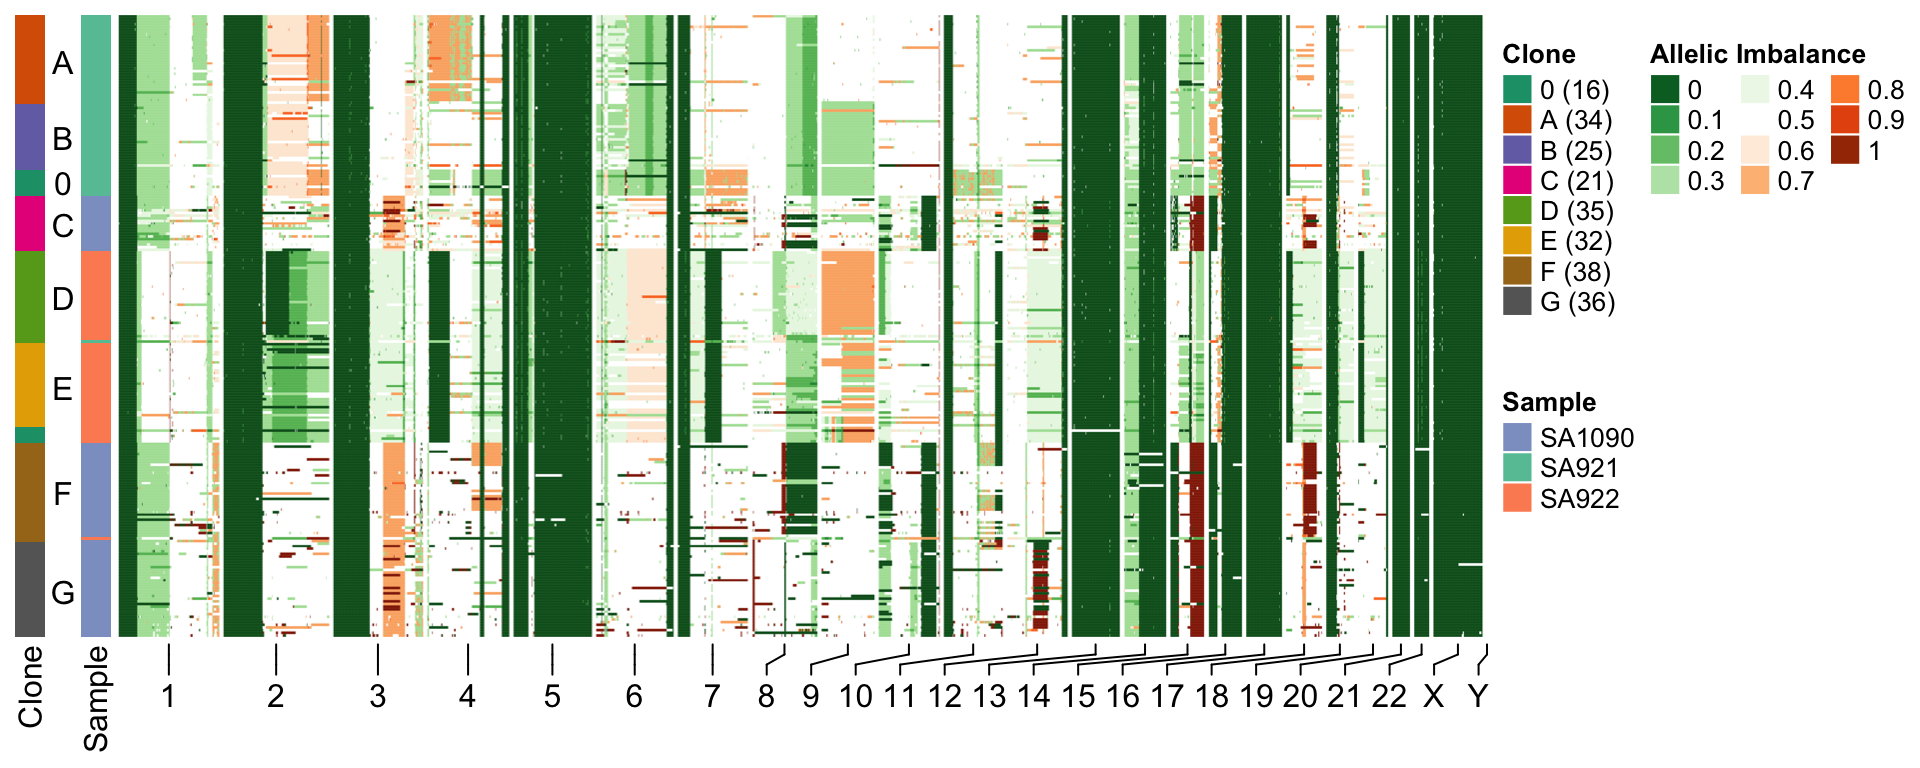 A
B
0
C
D
E
F
G
Clone
Sample
1
2
3
4
5
6
7
8
9
10
11
12
13
14
15
16
17
18
19
20
21
22
X
Y
Clone
0 (16)
A (34)
B (25)
C (21)
D (35)
E (32)
F (38)
G (36)
Allelic Imbalance
0
0.1
0.2
0.3
0.4
0.5
0.6
0.7
0.8
0.9
1
Sample
SA1090
SA921
SA922